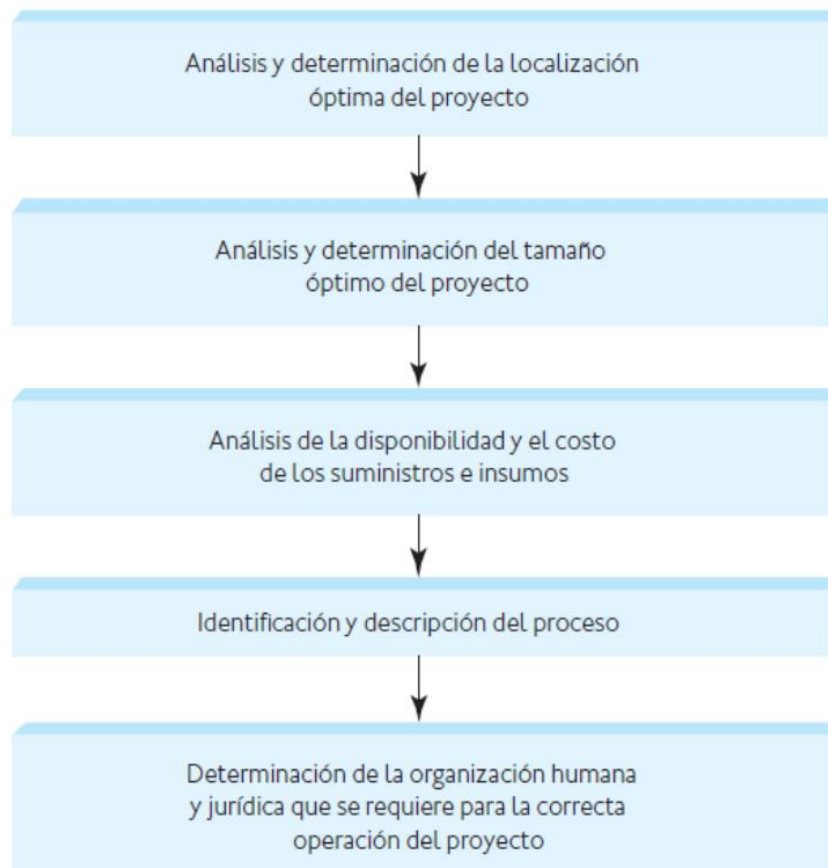 Análisis y determinación de la localización
óptima del proyecto
Análisis y determinación del tamaño
óptimo del proyecto
Análisis de la disponibilidad y el costo
de los suministros e insumos
Identificación y descripción del proceso
Determinación de la organización humana
y jurídica que se requiere para la correcta
operación del proyecto